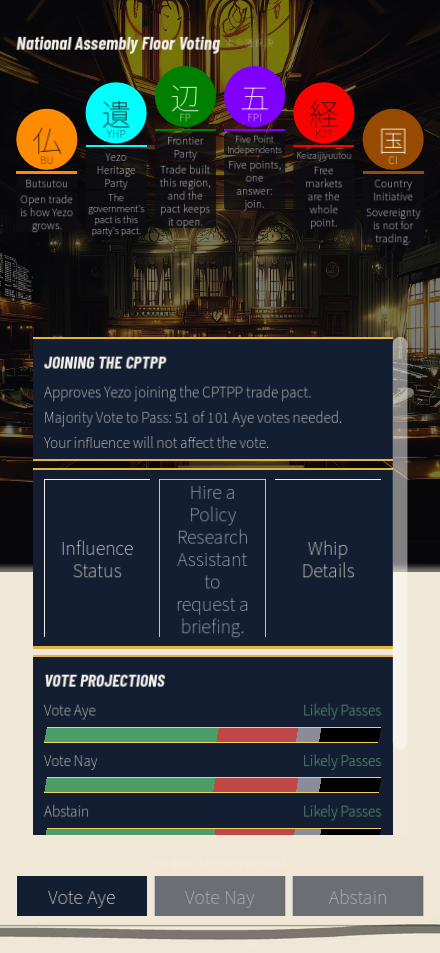 National Assembly Floor Voting
仏
BU
Butsutou
Open trade
is how Yezo
grows.
遺
YHP
Yezo
Heritage
Party
The
government's
pact is this
party's pact.
辺
FP
Frontier
Party
Trade built
this region,
and the
pact keeps
it open.
五
FPI
Five Point
Independents
Five points,
one
answer:
join.
経
KJT
Keizaijiyuutou
Free
markets
are the
whole
point.
国
CI
Country
Initiative
Sovereignty
is not for
trading.
JOINING THE CPTPP
Approves Yezo joining the CPTPP trade pact.
Majority Vote to Pass: 51 of 101 Aye votes needed.
Your influence will not affect the vote.
Influence
Status
Hire a
Policy
Research
Assistant
to
request a
briefing.
Whip
Details
VOTE PROJECTIONS
Vote Aye Likely Passes
Vote Nay Likely Passes
Abstain Likely Passes
Vote Aye Vote Nay Abstain